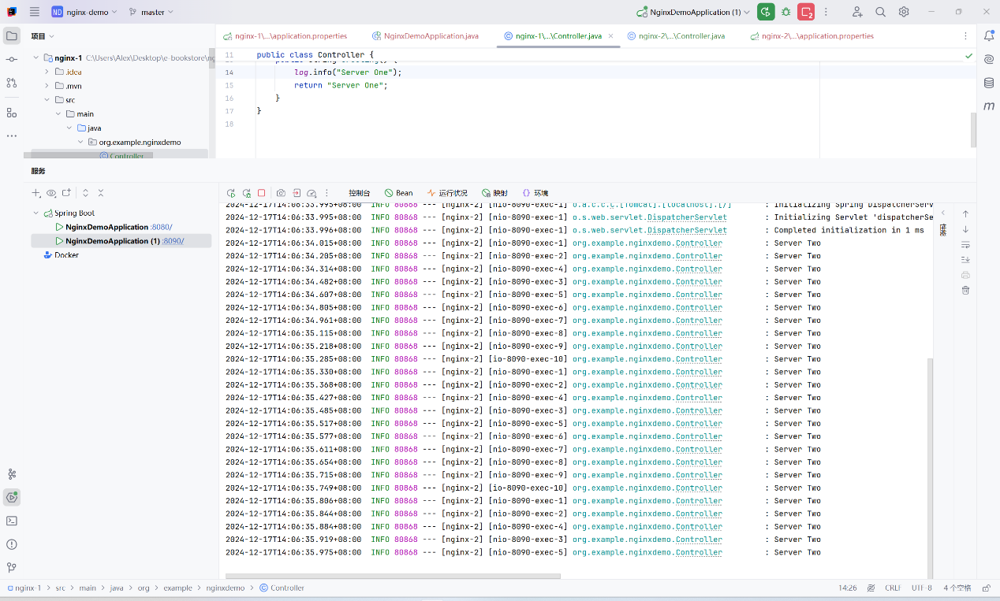 ND nginx-demo master NginxDemoApplication (1) 2
项目
nginx-1\...\application.properties NginxDemoApplication.java nginx-1\...\Controller.java nginx-2\...\Controller.java nginx-2\...\application.properties
nginx-1 C:\Users\Alex\Desktop\e-bookstore\ng
.idea
.mvn
src
main
java
org.example.nginxdemo
Controller
11 public class Controller {
14 log.info("Server One");
15 return "Server One";
16 }
17 }
18
服务
控制台 Bean 运行状况 映射 环境
Spring Boot
NginxDemoApplication :8080/
NginxDemoApplication (1) :8090/
Docker
2024-12-17T14:06:33.995+08:00 INFO 80868 --- [nginx-2] [nio-8090-exec-1] o.a.c.c.C.[Tomcat].[localhost].[/] : Initializing Spring DispatcherServ
2024-12-17T14:06:33.995+08:00 INFO 80868 --- [nginx-2] [nio-8090-exec-1] o.s.web.servlet.DispatcherServlet : Initializing Servlet 'dispatcherSe
2024-12-17T14:06:33.996+08:00 INFO 80868 --- [nginx-2] [nio-8090-exec-1] o.s.web.servlet.DispatcherServlet : Completed initialization in 1 ms
2024-12-17T14:06:34.015+08:00 INFO 80868 --- [nginx-2] [nio-8090-exec-1] org.example.nginxdemo.Controller : Server Two
2024-12-17T14:06:34.205+08:00 INFO 80868 --- [nginx-2] [nio-8090-exec-2] org.example.nginxdemo.Controller : Server Two
2024-12-17T14:06:34.314+08:00 INFO 80868 --- [nginx-2] [nio-8090-exec-4] org.example.nginxdemo.Controller : Server Two
2024-12-17T14:06:34.482+08:00 INFO 80868 --- [nginx-2] [nio-8090-exec-3] org.example.nginxdemo.Controller : Server Two
2024-12-17T14:06:34.607+08:00 INFO 80868 --- [nginx-2] [nio-8090-exec-5] org.example.nginxdemo.Controller : Server Two
2024-12-17T14:06:34.805+08:00 INFO 80868 --- [nginx-2] [nio-8090-exec-6] org.example.nginxdemo.Controller : Server Two
2024-12-17T14:06:34.961+08:00 INFO 80868 --- [nginx-2] [nio-8090-exec-7] org.example.nginxdemo.Controller : Server Two
2024-12-17T14:06:35.115+08:00 INFO 80868 --- [nginx-2] [nio-8090-exec-8] org.example.nginxdemo.Controller : Server Two
2024-12-17T14:06:35.218+08:00 INFO 80868 --- [nginx-2] [nio-8090-exec-9] org.example.nginxdemo.Controller : Server Two
2024-12-17T14:06:35.285+08:00 INFO 80868 --- [nginx-2] [io-8090-exec-10] org.example.nginxdemo.Controller : Server Two
2024-12-17T14:06:35.330+08:00 INFO 80868 --- [nginx-2] [nio-8090-exec-1] org.example.nginxdemo.Controller : Server Two
2024-12-17T14:06:35.368+08:00 INFO 80868 --- [nginx-2] [nio-8090-exec-2] org.example.nginxdemo.Controller : Server Two
2024-12-17T14:06:35.427+08:00 INFO 80868 --- [nginx-2] [nio-8090-exec-4] org.example.nginxdemo.Controller : Server Two
2024-12-17T14:06:35.485+08:00 INFO 80868 --- [nginx-2] [nio-8090-exec-3] org.example.nginxdemo.Controller : Server Two
2024-12-17T14:06:35.517+08:00 INFO 80868 --- [nginx-2] [nio-8090-exec-5] org.example.nginxdemo.Controller : Server Two
2024-12-17T14:06:35.577+08:00 INFO 80868 --- [nginx-2] [nio-8090-exec-6] org.example.nginxdemo.Controller : Server Two
2024-12-17T14:06:35.611+08:00 INFO 80868 --- [nginx-2] [nio-8090-exec-7] org.example.nginxdemo.Controller : Server Two
2024-12-17T14:06:35.654+08:00 INFO 80868 --- [nginx-2] [nio-8090-exec-8] org.example.nginxdemo.Controller : Server Two
2024-12-17T14:06:35.715+08:00 INFO 80868 --- [nginx-2] [nio-8090-exec-9] org.example.nginxdemo.Controller : Server Two
2024-12-17T14:06:35.749+08:00 INFO 80868 --- [nginx-2] [io-8090-exec-10] org.example.nginxdemo.Controller : Server Two
2024-12-17T14:06:35.806+08:00 INFO 80868 --- [nginx-2] [nio-8090-exec-1] org.example.nginxdemo.Controller : Server Two
2024-12-17T14:06:35.844+08:00 INFO 80868 --- [nginx-2] [nio-8090-exec-2] org.example.nginxdemo.Controller : Server Two
2024-12-17T14:06:35.884+08:00 INFO 80868 --- [nginx-2] [nio-8090-exec-4] org.example.nginxdemo.Controller : Server Two
2024-12-17T14:06:35.919+08:00 INFO 80868 --- [nginx-2] [nio-8090-exec-3] org.example.nginxdemo.Controller : Server Two
2024-12-17T14:06:35.975+08:00 INFO 80868 --- [nginx-2] [nio-8090-exec-5] org.example.nginxdemo.Controller : Server Two
nginx-1 > src > main > java > org > example > nginxdemo > Controller 14:26 CRLF UTF-8 4 个空格